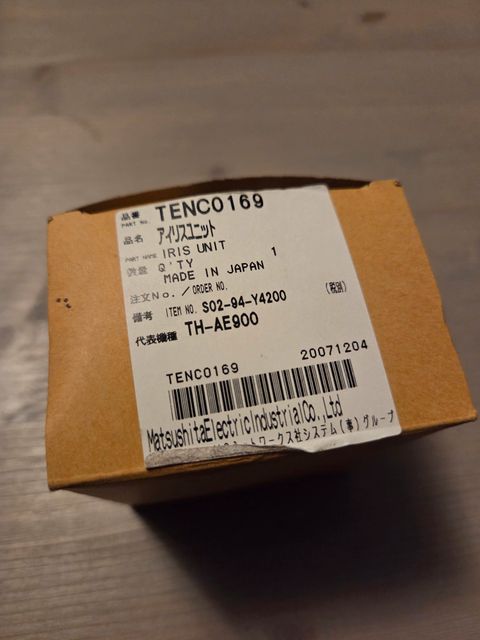 品番 PART No. TENC0169
品名 アイリスユニット
PART NAME IRIS UNIT
数量 Q'TY 1
MADE IN JAPAN
注文No./ORDER NO.
備考 ITEM NO. S02-94-Y4200 (税別)
代表機種 TH-AE900
TENC0169 20071204
MatsushitaElectricIndustrialCo.,Ltd
ワークス社システム(事)グループ